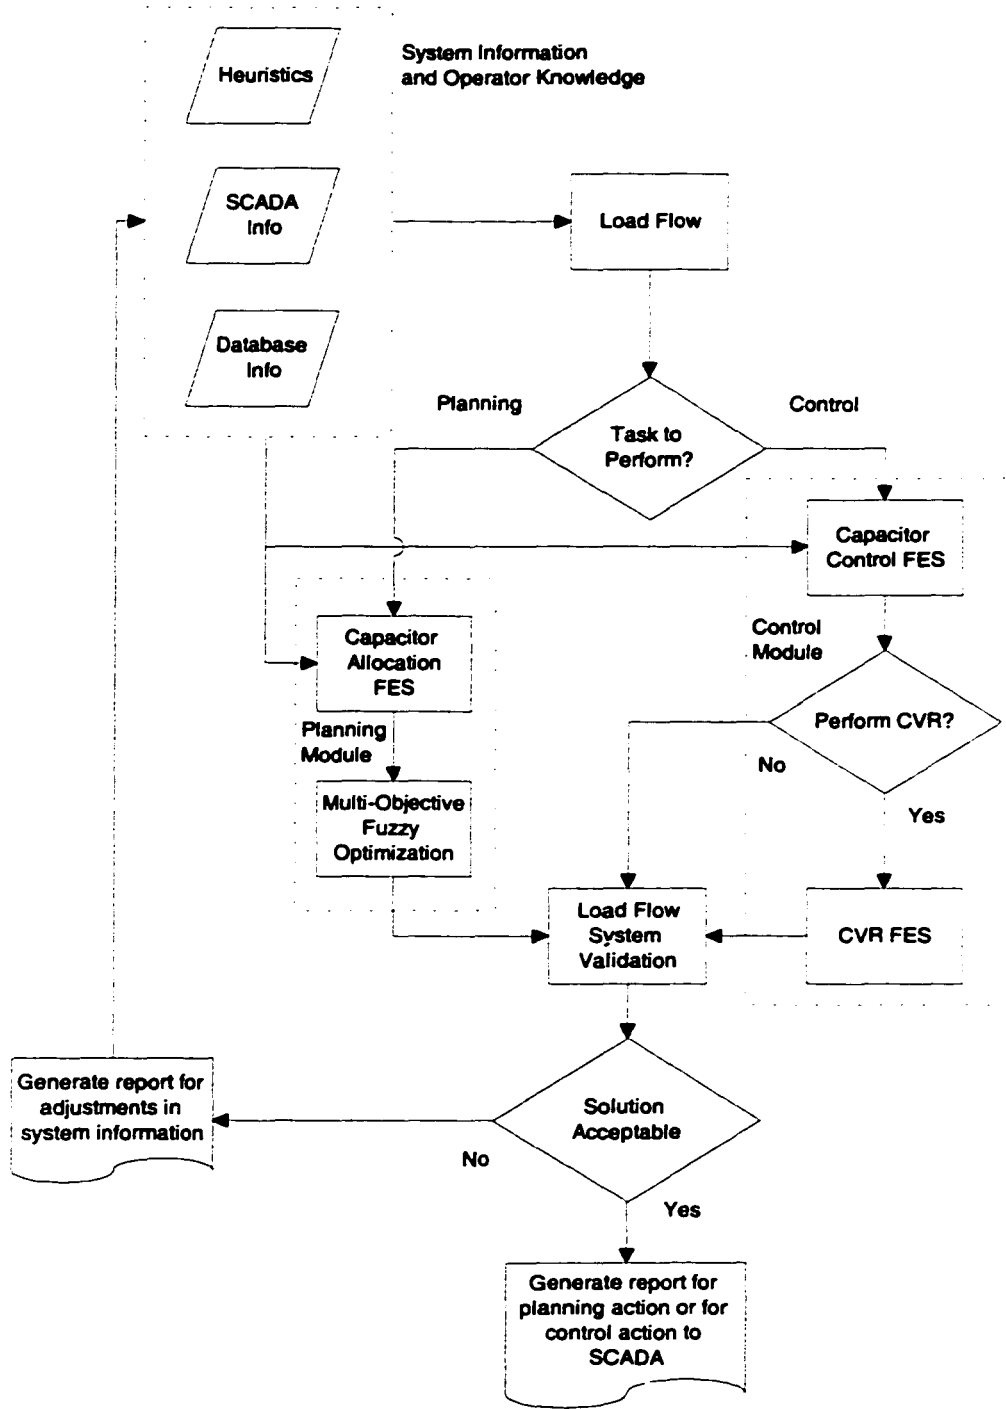 Heuristics
System Information
and Operator Knowledge
SCADA
Info
Load Flow
Database
Info
Planning
Control
Task to
Perform?
Capacitor
Control FES
Capacitor
Allocation
FES
Control
Module
Planning
Module
Perform CVR?
No
Yes
Multi-Objective
Fuzzy
Optimization
Load Flow
System
Validation
CVR FES
Generate report for
adjustments in
system information
Solution
Acceptable
No
Yes
Generate report for
planning action or for
control action to
SCADA